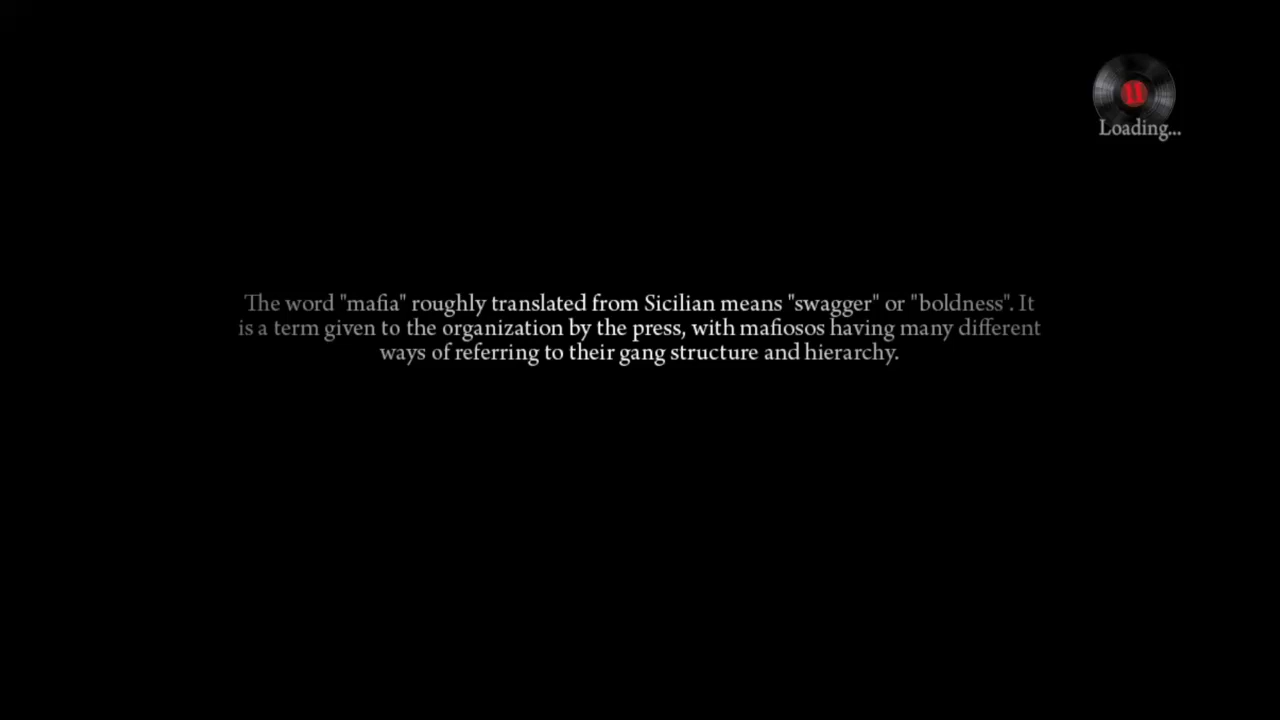 II
Loading...
The word "mafia" roughly translated from Sicilian means "swagger" or "boldness". It
is a term given to the organization by the press, with mafiosos having many different
ways of referring to their gang structure and hierarchy.